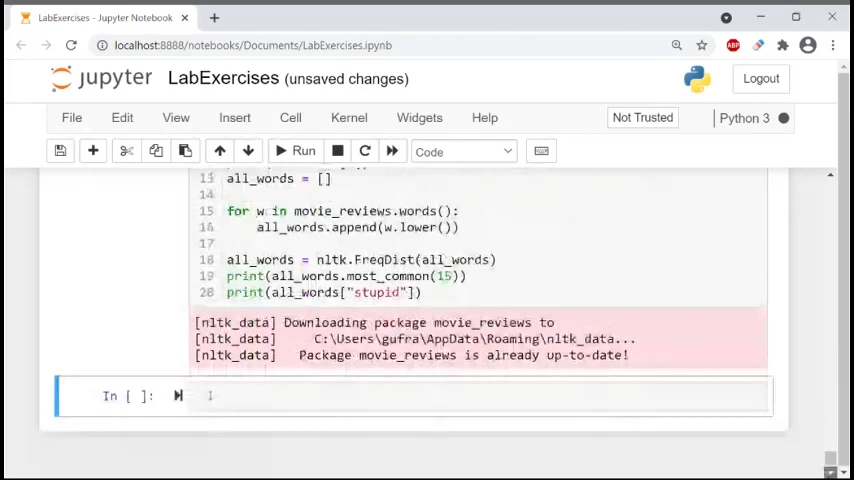 LabExercises - Jupyter Notebook
localhost:8888/notebooks/Documents/LabExercises.ipynb
ABP
jupyter LabExercises (unsaved changes)
Logout
File Edit View Insert Cell Kernel Widgets Help
Not Trusted
Python 3
Run
Code
13 all_words = []
14
15 for w in movie_reviews.words():
16 all_words.append(w.lower())
17
18 all_words = nltk.FreqDist(all_words)
19 print(all_words.most_common(15))
20 print(all_words["stupid"])
[nltk_data] Downloading package movie_reviews to
[nltk_data] C:\Users\gufra\AppData\Roaming\nltk_data...
[nltk_data] Package movie_reviews is already up-to-date!
In [ ]: 1